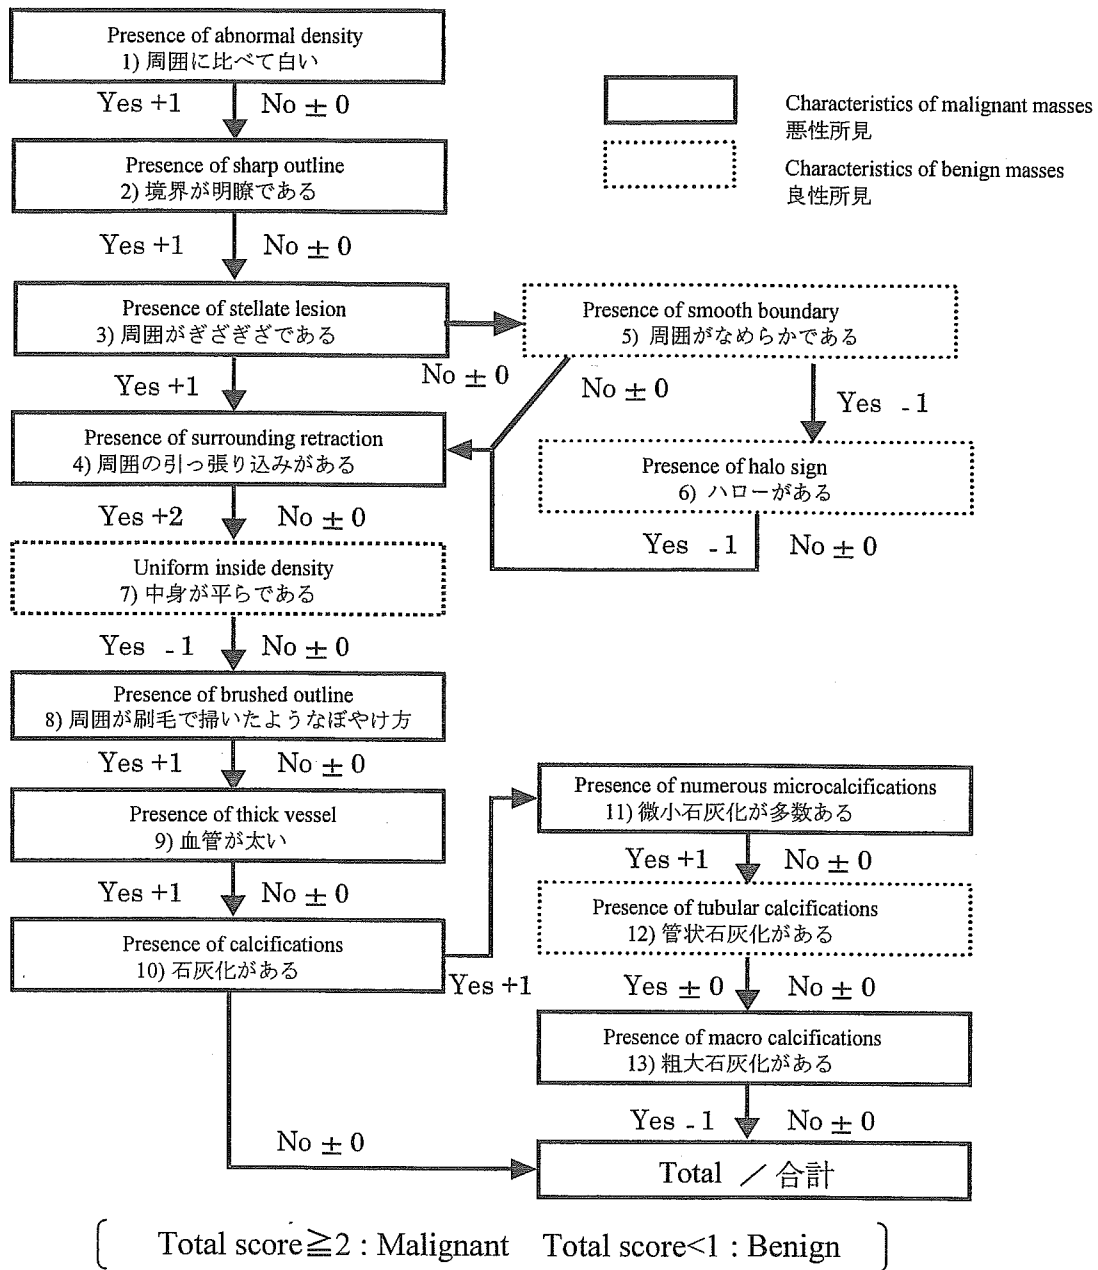 Presence of abnormal density
1) 周囲に比べて白い
Yes +1
No ± 0
Characteristics of malignant masses
悪性所見
Characteristics of benign masses
良性所見
Presence of sharp outline
2) 境界が明瞭である
Yes +1
No ± 0
Presence of stellate lesion
3) 周囲がぎざぎざである
Presence of smooth boundary
5) 周囲がなめらかである
Yes +1
No ± 0
No ± 0
Yes - 1
Presence of surrounding retraction
4) 周囲の引っ張り込みがある
Presence of halo sign
6) ハローがある
Yes +2
No ± 0
Yes - 1
No ± 0
Uniform inside density
7) 中身が平らである
Yes - 1
No ± 0
Presence of brushed outline
8) 周囲が刷毛で掃いたようなぼやけ方
Yes +1
No ± 0
Presence of thick vessel
9) 血管が太い
Yes +1
No ± 0
Presence of calcifications
10) 石灰化がある
Yes +1
Presence of numerous microcalcifications
11) 微小石灰化が多数ある
Yes +1
No ± 0
Presence of tubular calcifications
12) 管状石灰化がある
Yes ± 0
No ± 0
Presence of macro calcifications
13) 粗大石灰化がある
Yes - 1
No ± 0
No ± 0
Total ／ 合計
Total score≧2 : Malignant Total score<1 : Benign